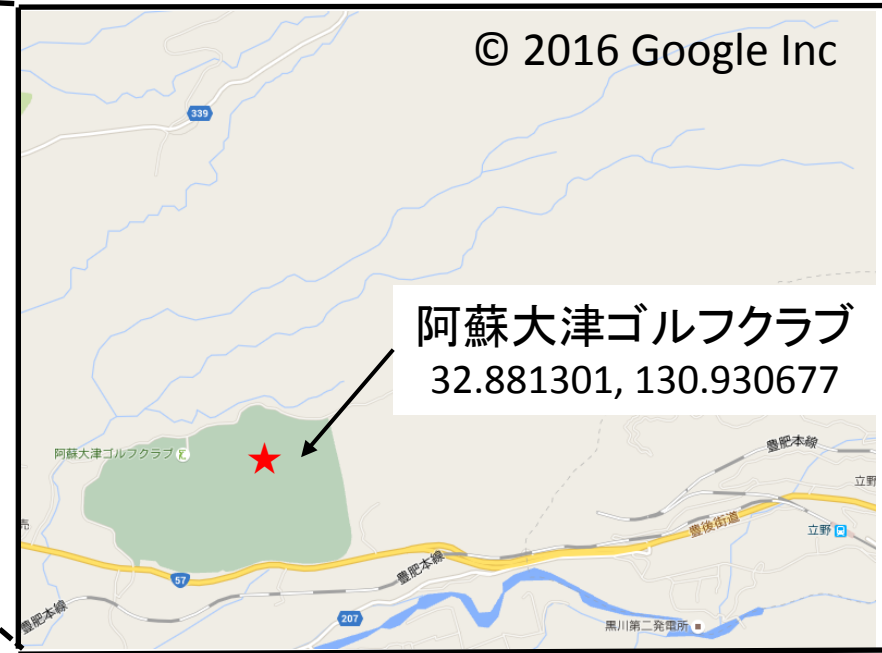 © 2016 Google Inc
339
阿蘇大津ゴルフクラブ
32.881301, 130.930677
豊肥本線
阿蘇大津ゴルフクラブ
立野
豊後街道
立野
豊肥本線
57
豊肥本線
207
黒川第二発電所